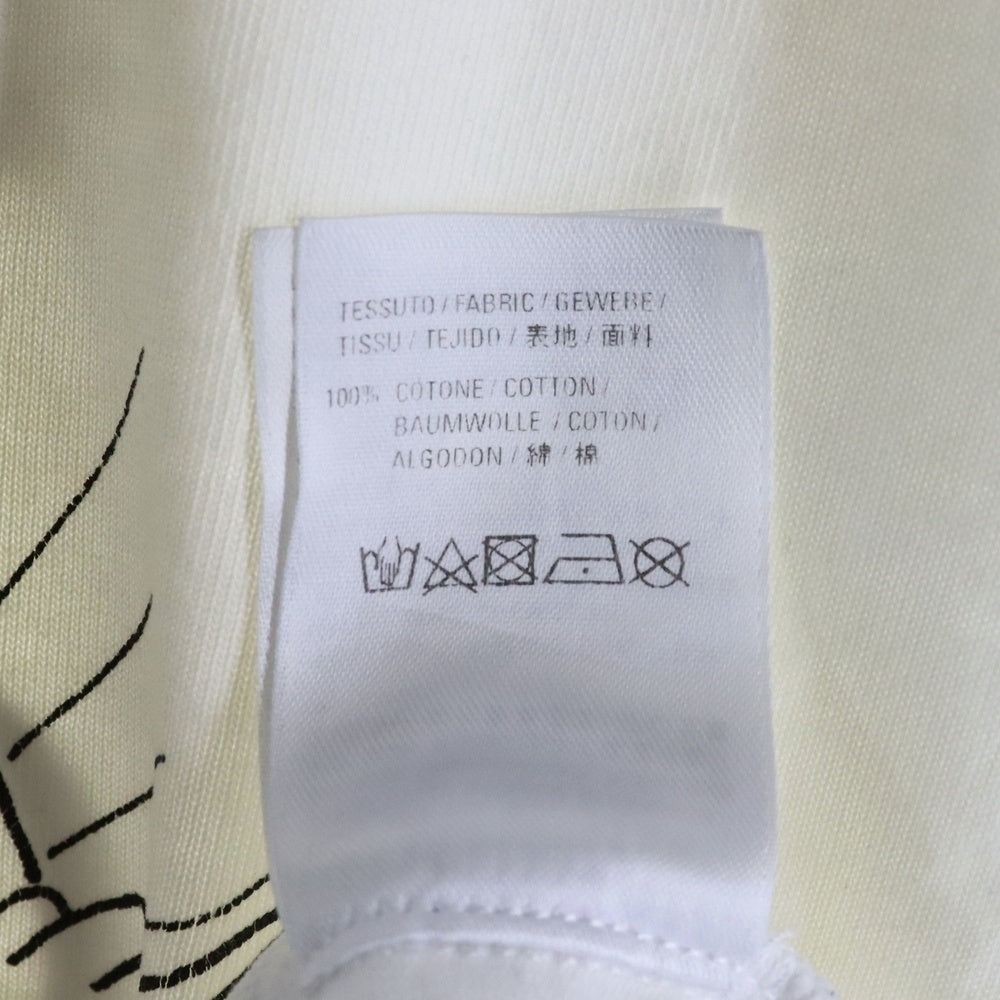 TESSUTO / FABRIC / GEWEBE /
TISSU / TEJIDO / 表地 / 面料
100% COTONE / COTTON /
BAUMWOLLE / COTON /
ALGODON / 綿 / 棉